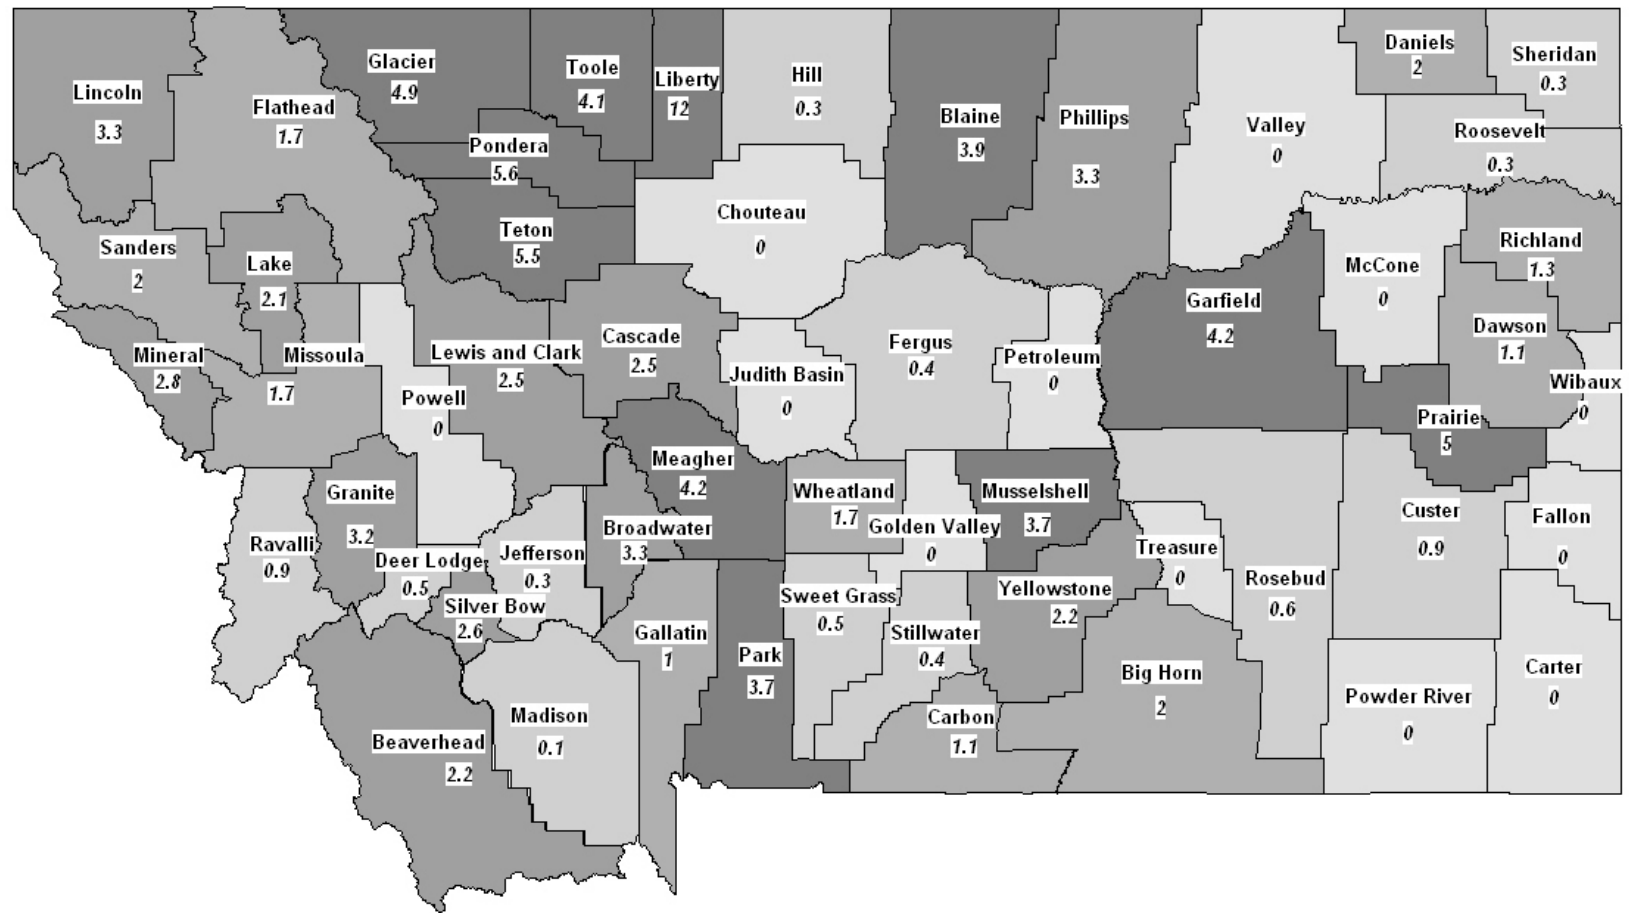 Lincoln
3.3
Flathead
1.7
Glacier
4.9
Toole
4.1
Liberty
12
Hill
0.3
Blaine
3.9
Phillips
3.3
Valley
0
Daniels
2
Sheridan
0.3
Roosevelt
0.3
Pondera
5.6
Teton
5.5
Chouteau
0
Sanders
2
Lake
2.1
Richland
1.3
McCone
0
Garfield
4.2
Dawson
1.1
Mineral
2.8
Missoula
1.7
Lewis and Clark
2.5
Cascade
2.5
Judith Basin
0
Fergus
0.4
Petroleum
0
Wibaux
0
Prairie
5
Powell
0
Meagher
4.2
Granite
3.2
Wheatland
1.7
Musselshell
3.7
Golden Valley
0
Custer
0.9
Fallon
0
Ravalli
0.9
Deer Lodge
0.5
Jefferson
0.3
Broadwater
3.3
Treasure
0
Rosebud
0.6
Silver Bow
2.6
Gallatin
1
Sweet Grass
0.5
Yellowstone
2.2
Stillwater
0.4
Park
3.7
Big Horn
2
Powder River
0
Carter
0
Madison
0.1
Carbon
1.1
Beaverhead
2.2